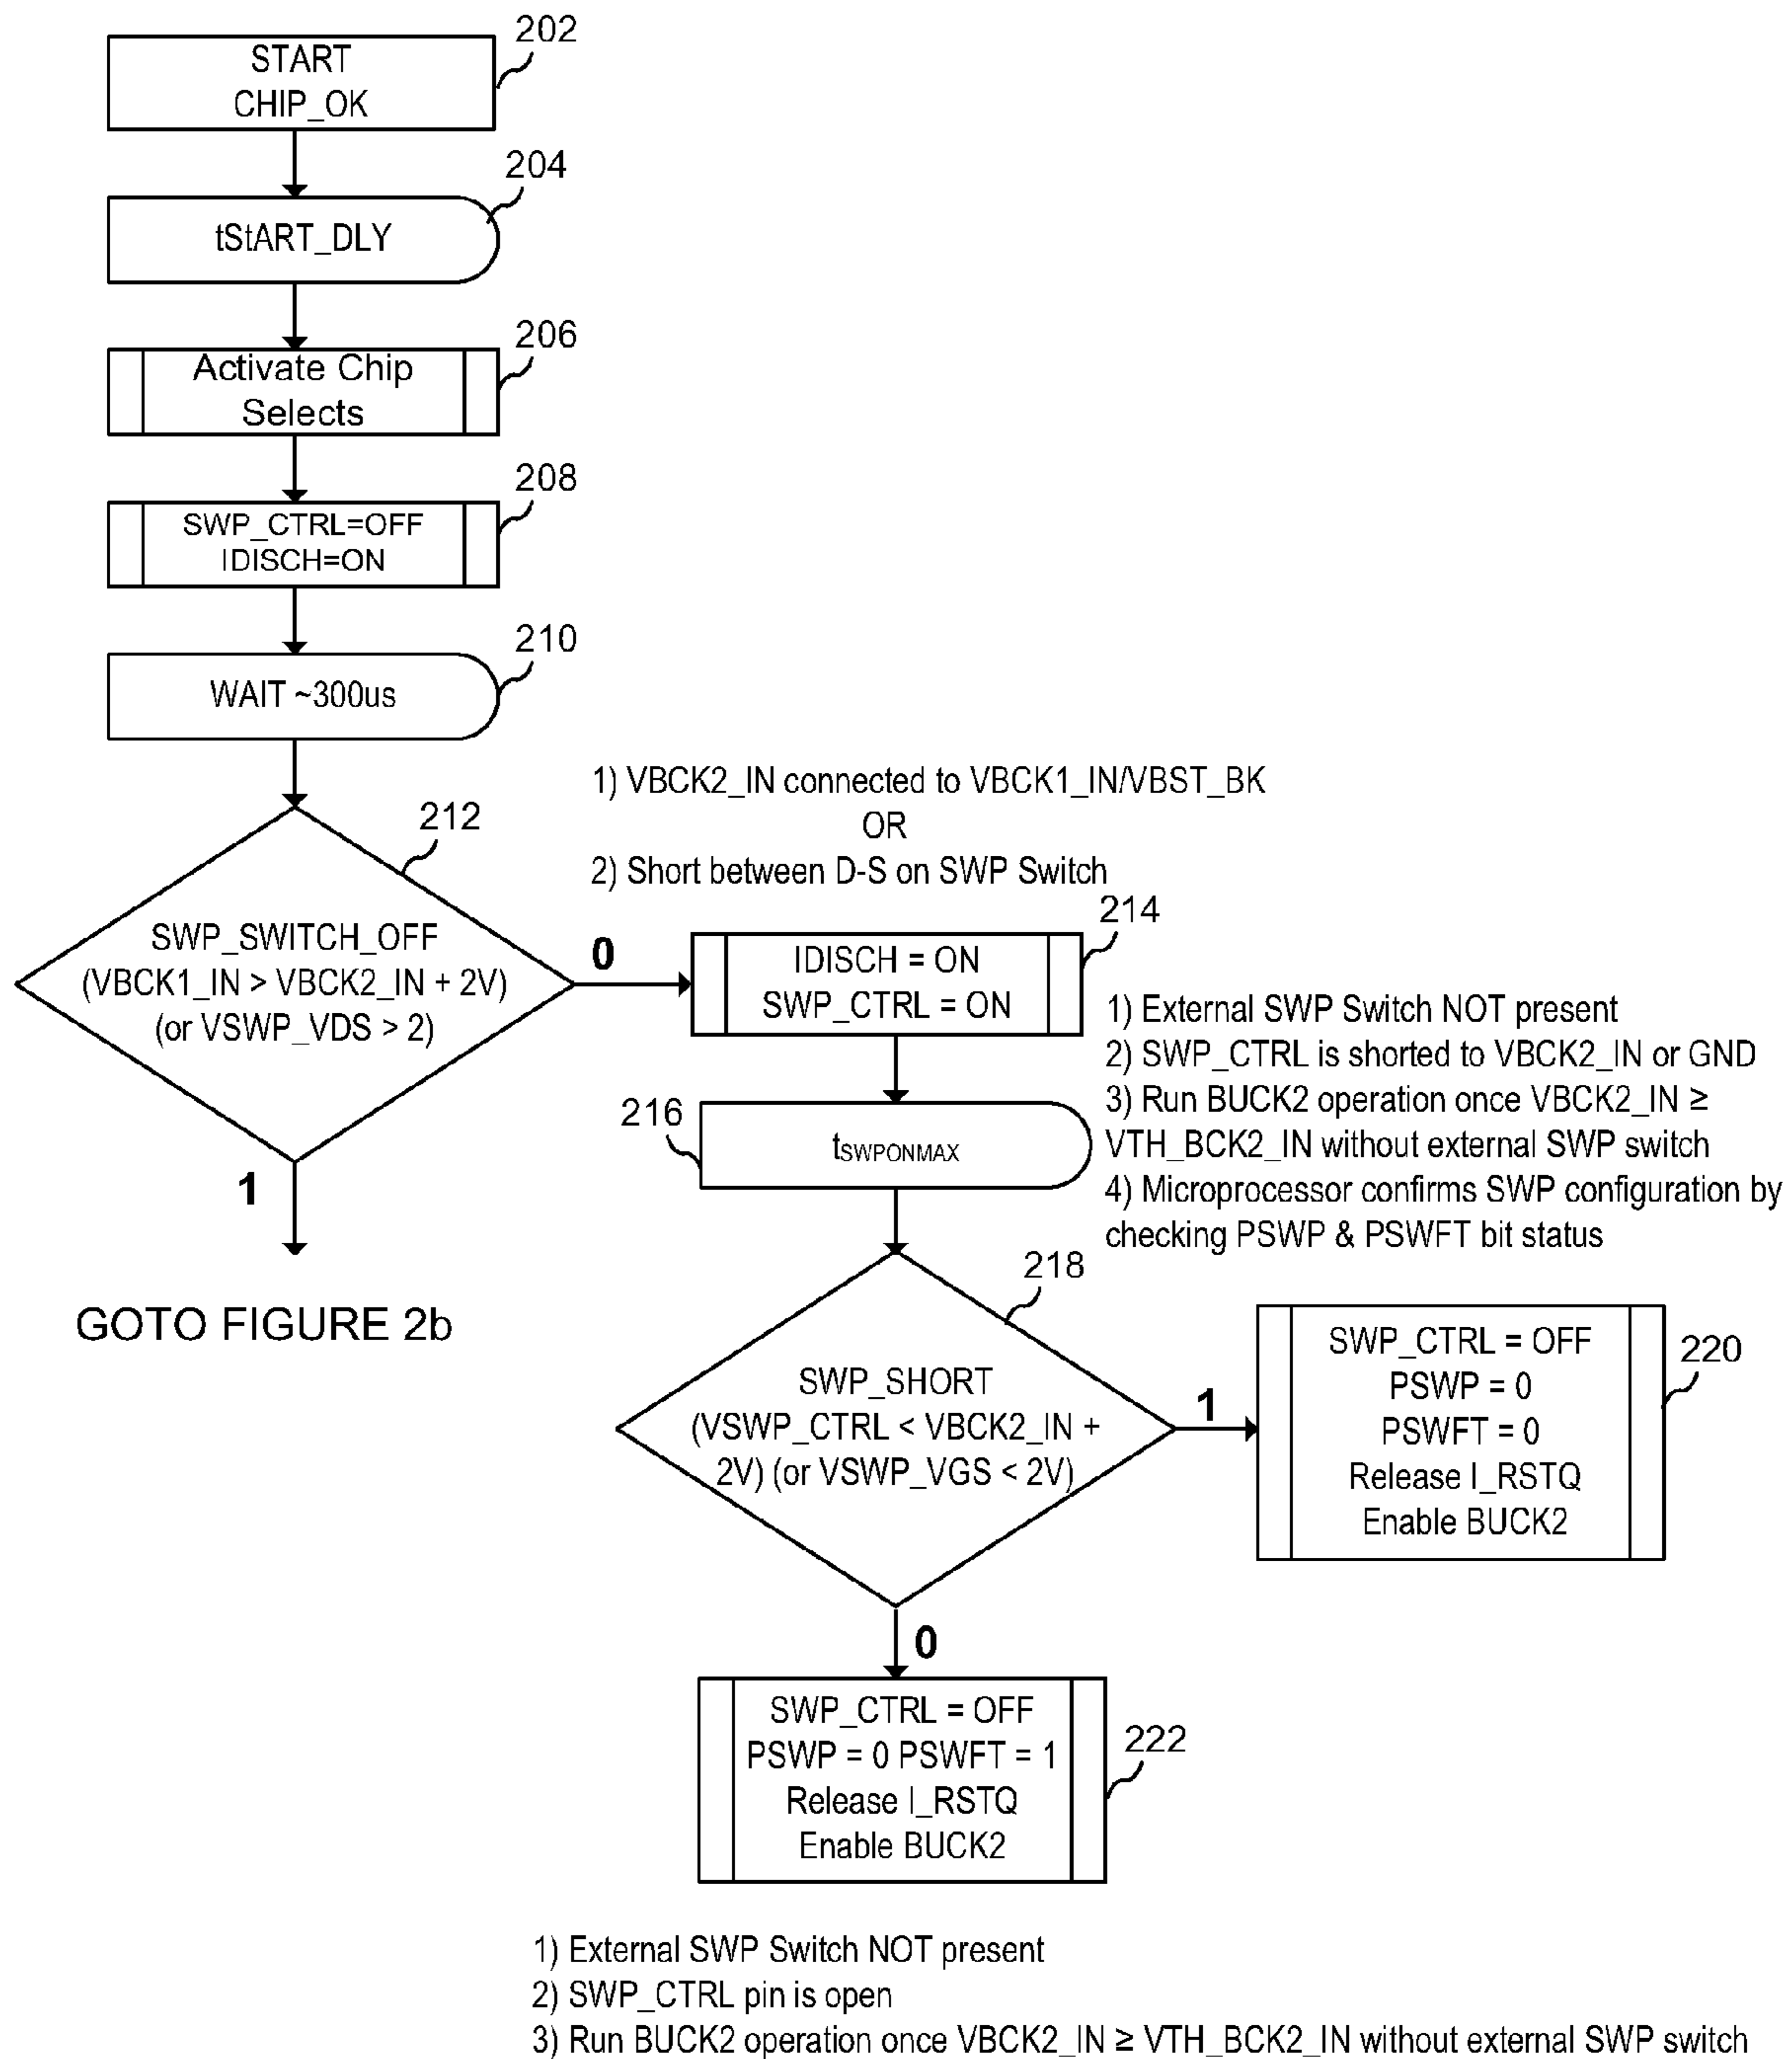 202
START
CHIP_OK
204
tStART_DLY
206
Activate Chip
Selects
208
SWP_CTRL=OFF
IDISCH=ON
210
WAIT ~300us
1) VBCK2_IN connected to VBCK1_IN/VBST_BK
OR
2) Short between D-S on SWP Switch
212
SWP_SWITCH_OFF
(VBCK1_IN > VBCK2_IN + 2V)
(or VSWP_VDS > 2)
0
1
GOTO FIGURE 2b
214
IDISCH = ON
SWP_CTRL = ON
1) External SWP Switch NOT present
2) SWP_CTRL is shorted to VBCK2_IN or GND
3) Run BUCK2 operation once VBCK2_IN ≥
VTH_BCK2_IN without external SWP switch
4) Microprocessor confirms SWP configuration by
checking PSWP & PSWFT bit status
216
tSWPONMAX
218
SWP_SHORT
(VSWP_CTRL < VBCK2_IN +
2V) (or VSWP_VGS < 2V)
1
220
SWP_CTRL = OFF
PSWP = 0
PSWFT = 0
Release I_RSTQ
Enable BUCK2
0
222
SWP_CTRL = OFF
PSWP = 0 PSWFT = 1
Release I_RSTQ
Enable BUCK2
1) External SWP Switch NOT present
2) SWP_CTRL pin is open
3) Run BUCK2 operation once VBCK2_IN ≥ VTH_BCK2_IN without external SWP switch